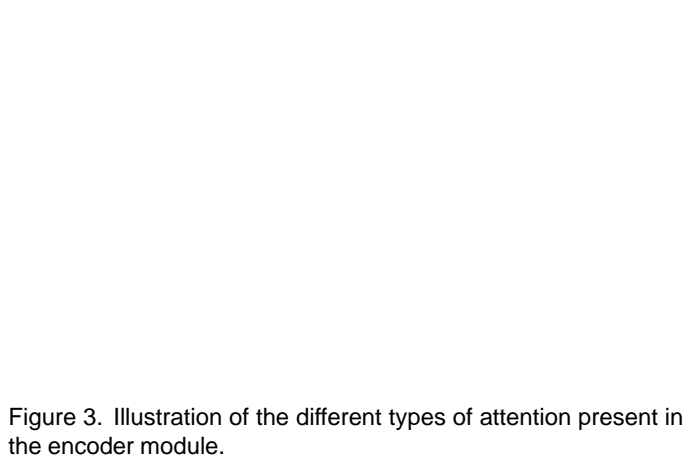 Figure 3. Illustration of the different types of attention present in
the encoder module.